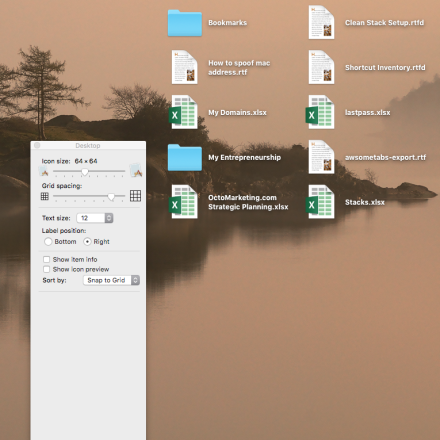 Bookmarks
Clean Stack Setup.rtfd
How to spoof mac
address.rtf
Shortcut Inventory.rtfd
My Domains.xlsx
lastpass.xlsx
My Entrepreneurship
awsometabs-export.rtf
OctoMarketing.com
Strategic Planning.xlsx
Stacks.xlsx
Desktop
Icon size: 64 × 64
Grid spacing:
Text size: 12
Label position:
Bottom Right
Show item info
Show icon preview
Sort by: Snap to Grid